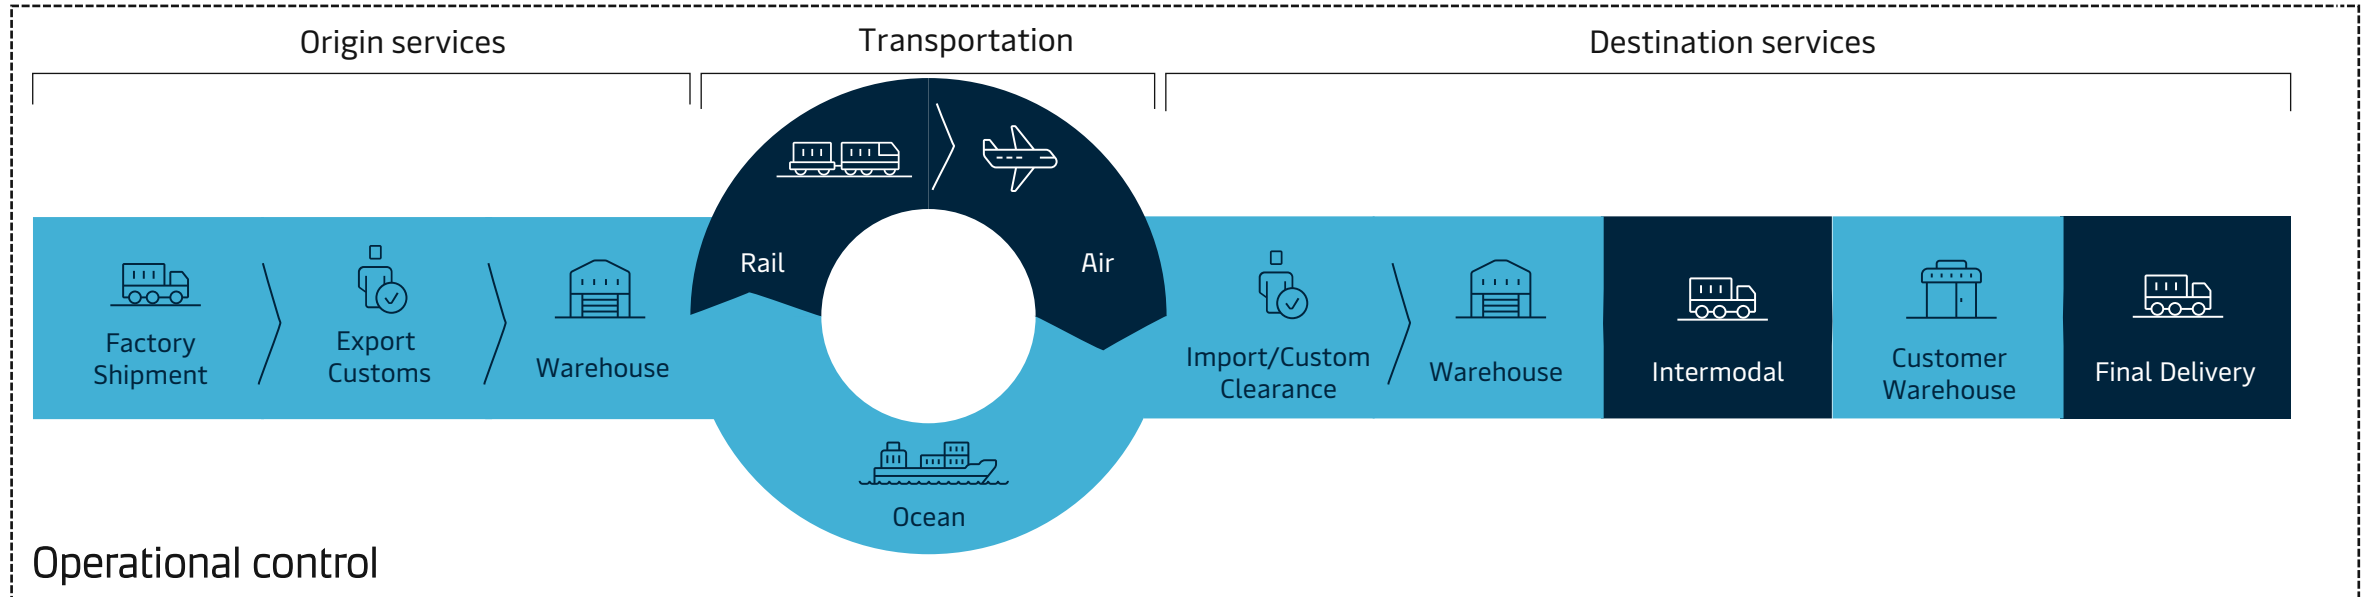 Origin services
Transportation
Destination services
Rail
Air
Factory
Shipment
Export
Customs
Warehouse
Import/Custom
Clearance
Warehouse
Intermodal
Customer
Warehouse
Final Delivery
Ocean
Operational control